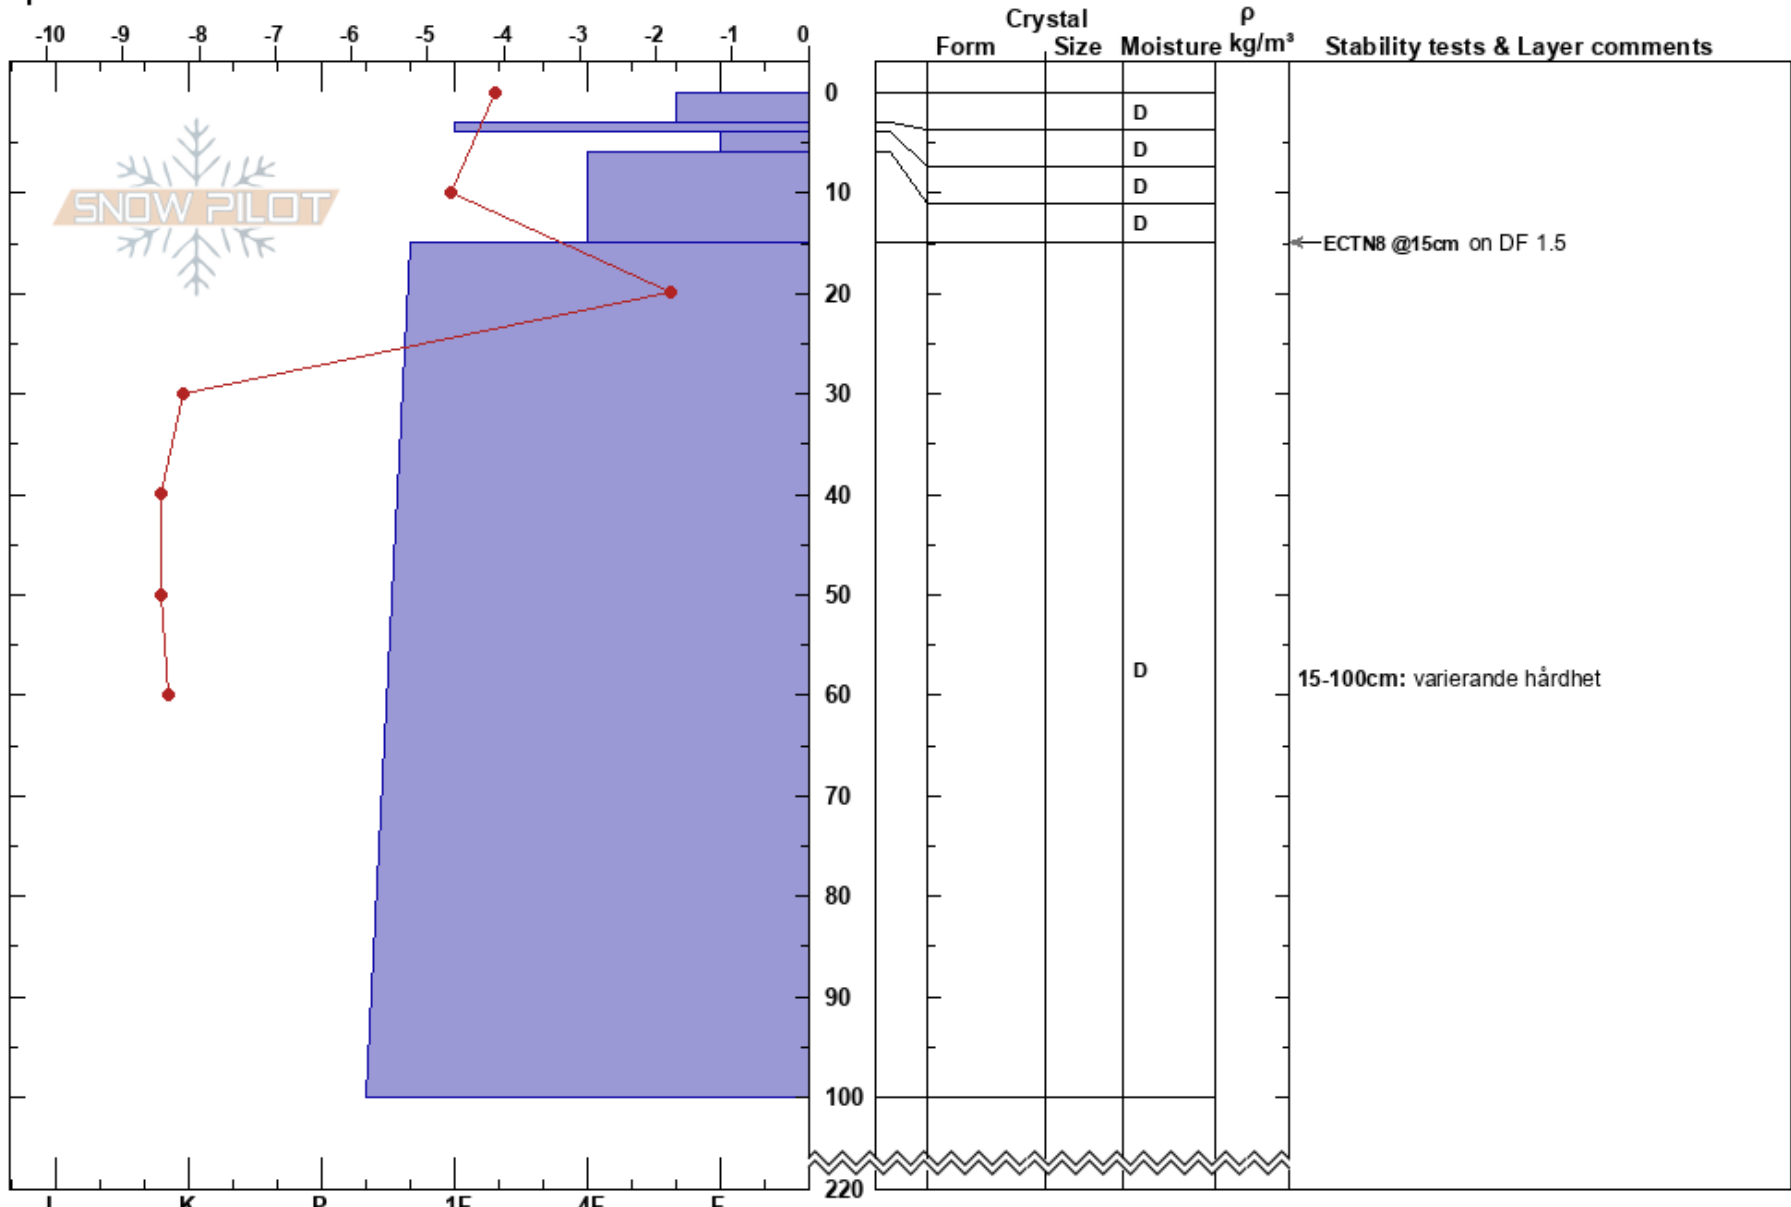 Crystal ρ
-10 -9 -8 -7 -6 -5 -4 -3 -2 -1 0 Form Size Moisture kg/m³ Stability tests & Layer comments
0
D
D
SNOW PILOT 10 D
D
ECTN8 @15cm on DF 1.5
20
30
40
50
D
15-100cm: varierande hårdhet
60
70
80
90
100
220
K P 1F 4F F